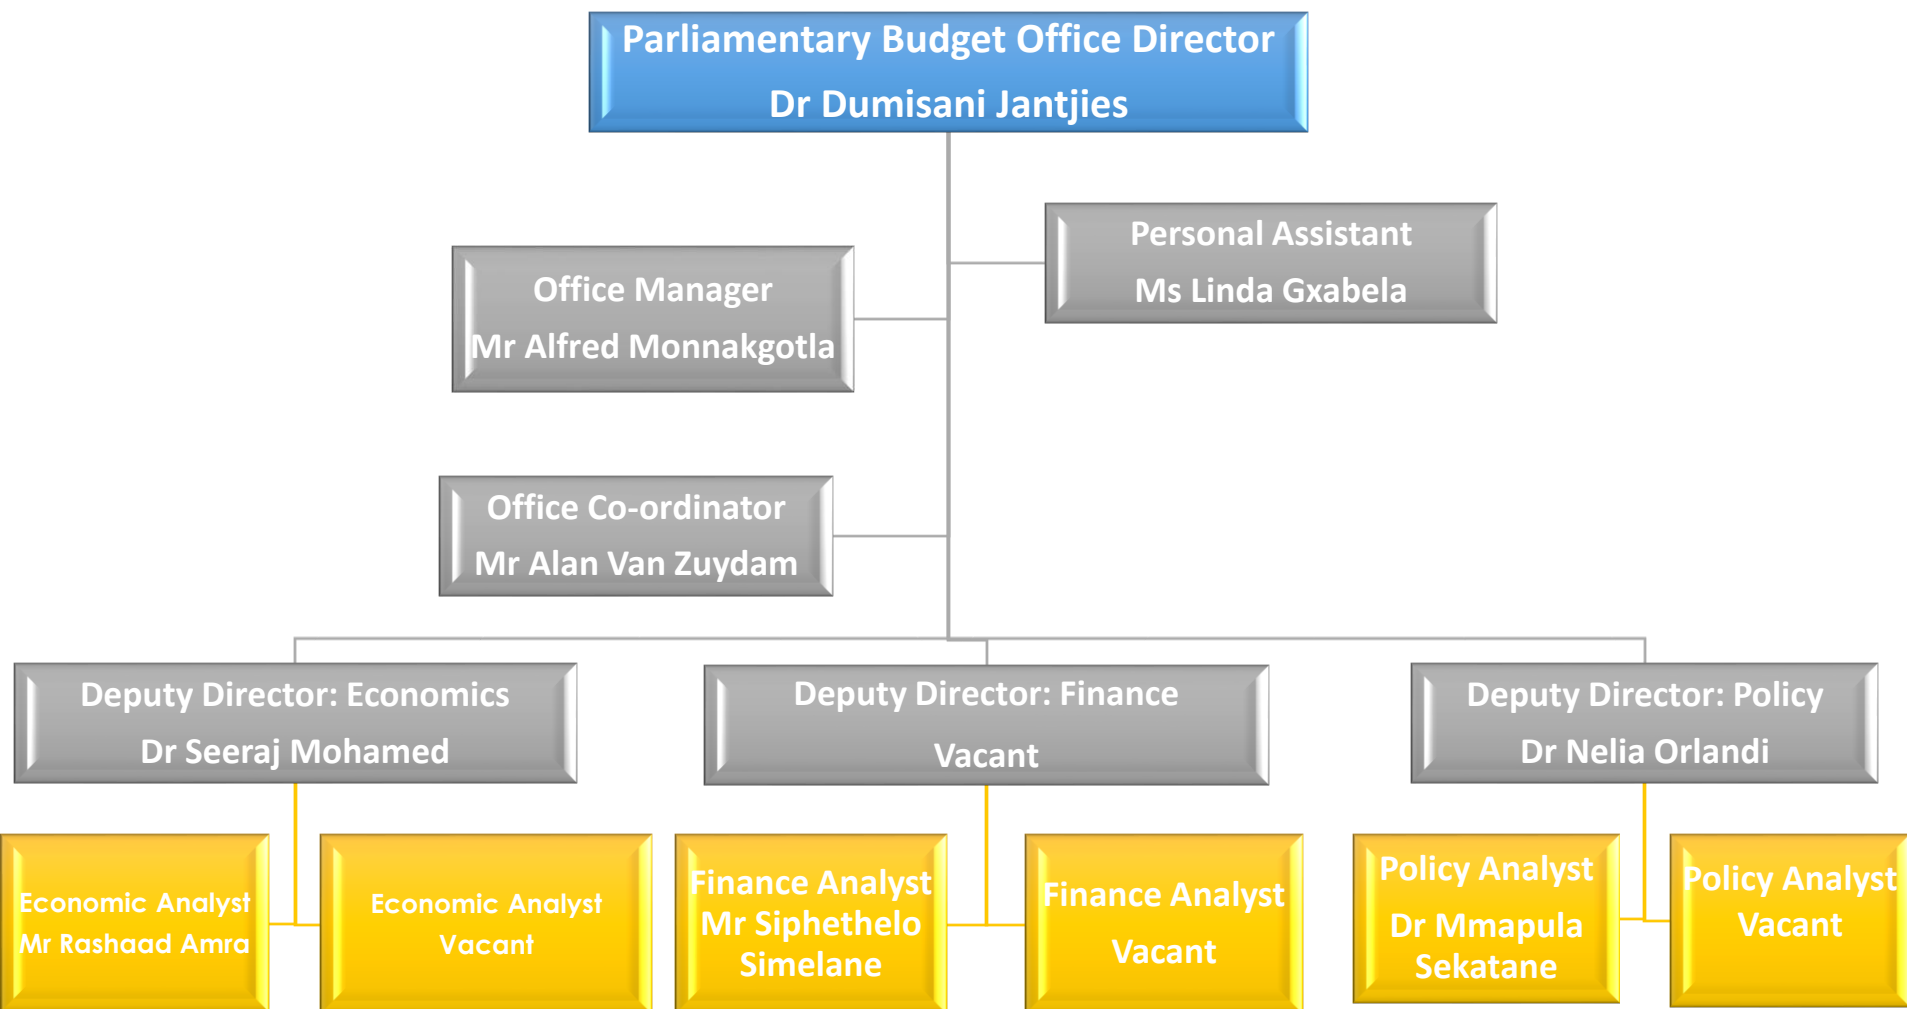 Parliamentary Budget Office Director
Dr Dumisani Jantjies
Personal Assistant
Ms Linda Gxabela
Office Manager
Mr Alfred Monnakgotla
Office Co-ordinator
Mr Alan Van Zuydam
Deputy Director: Economics
Dr Seeraj Mohamed
Deputy Director: Finance
Vacant
Deputy Director: Policy
Dr Nelia Orlandi
Economic Analyst
Mr Rashaad Amra
Economic Analyst
Vacant
Finance Analyst
Mr Siphethelo
Simelane
Finance Analyst
Vacant
Policy Analyst
Dr Mmapula
Sekatane
Policy Analyst
Vacant